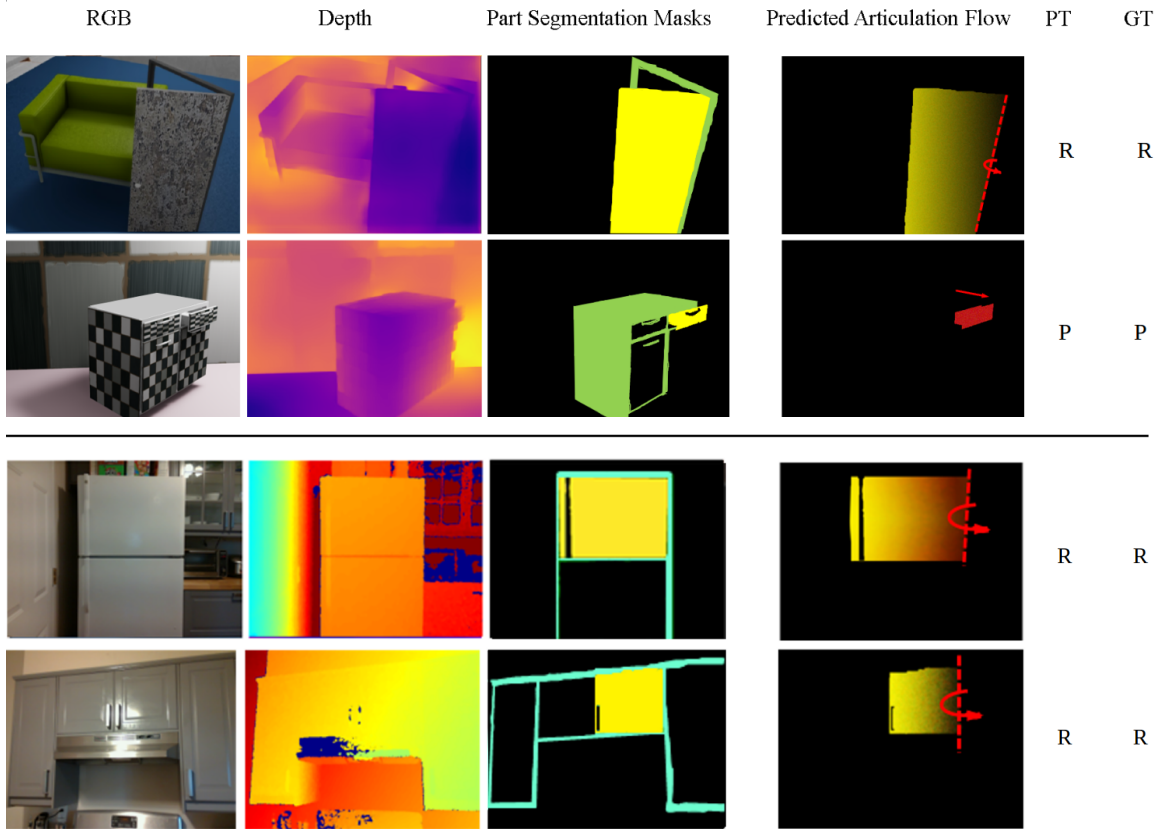 RGB Depth Part Segmentation Masks Predicted Articulation Flow PT GT
R R
P P
R R
R R